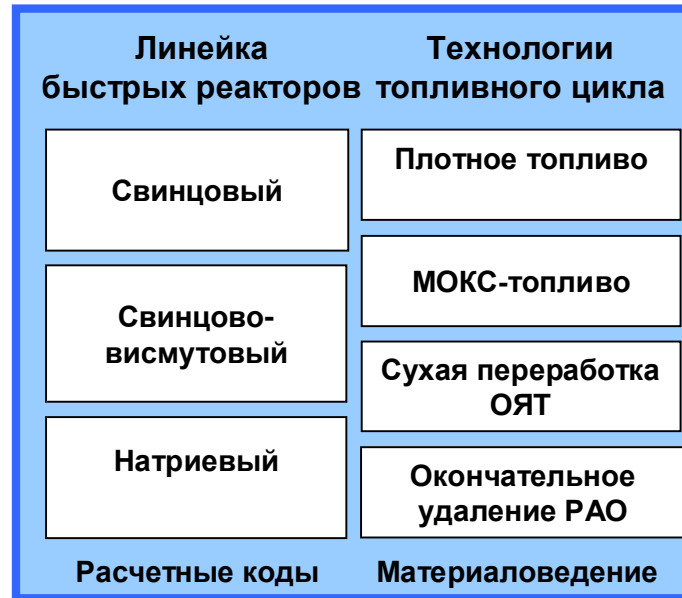 Линейка
быстрых реакторов
Свинцовый
Свинцово-
висмутовый
Натриевый
Расчетные коды
Технологии
топливного цикла
Плотное топливо
МОКС-топливо
Сухая переработка
ОЯТ
Окончательное
удаление РАО
Материаловедение